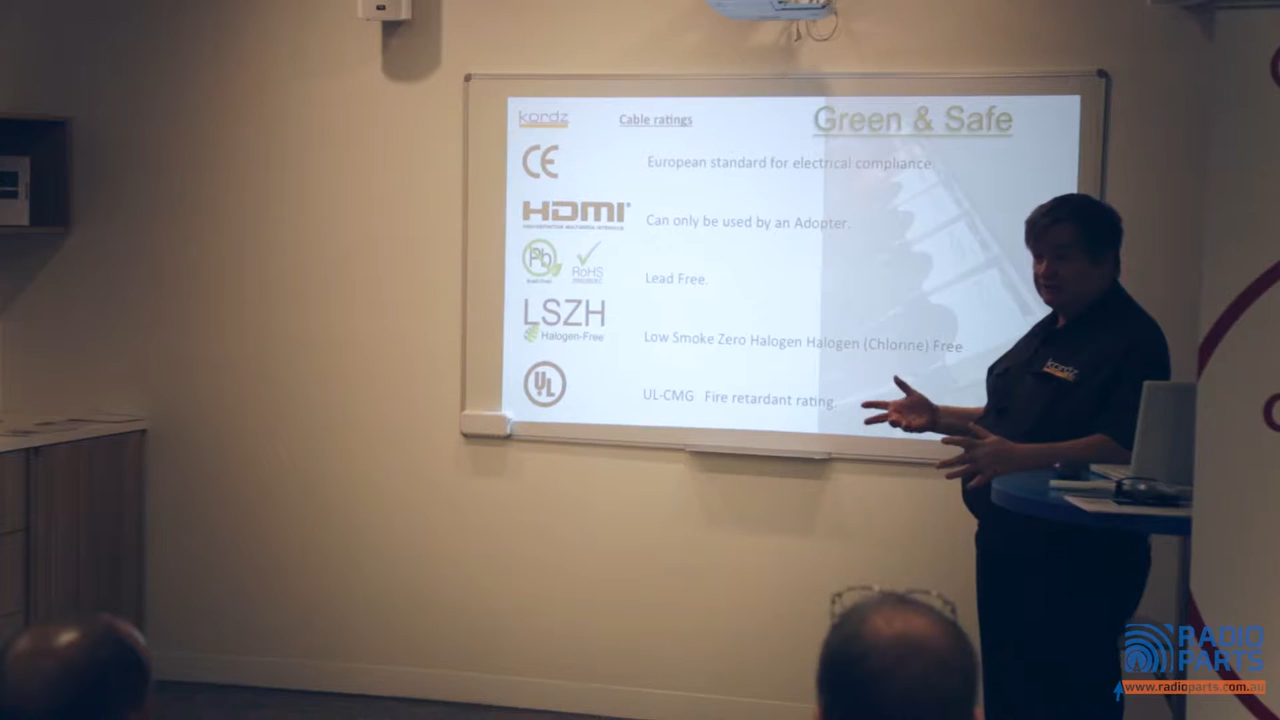 kordz Cable ratings Green & Safe
CE European standard for electrical compliance.
HDMI® Can only be used by an Adopter.
Pb RoHS Lead Free.
LSZH
Halogen-Free Low Smoke Zero Halogen Halogen (Chlorine) Free
UL UL-CMG Fire retardant rating.
kordz
RADIO
PARTS
www.radioparts.com.au